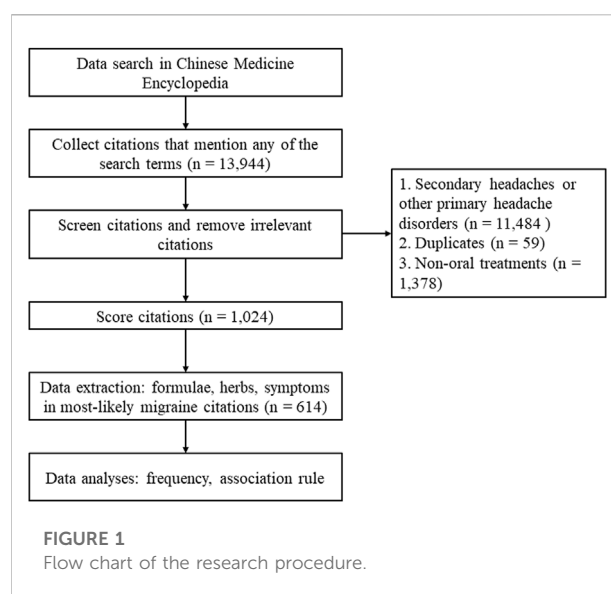 Data search in Chinese Medicine
Encyclopedia
Collect citations that mention any of the
search terms (n = 13,944)
Screen citations and remove irrelevant
citations
1. Secondary headaches or
other primary headache
disorders (n = 11,484 )
2. Duplicates (n = 59)
3. Non-oral treatments (n =
1,378)
Score citations (n = 1,024)
Data extraction: formulae, herbs, symptoms
in most-likely migraine citations (n = 614)
Data analyses: frequency, association rule
FIGURE 1
Flow chart of the research procedure.